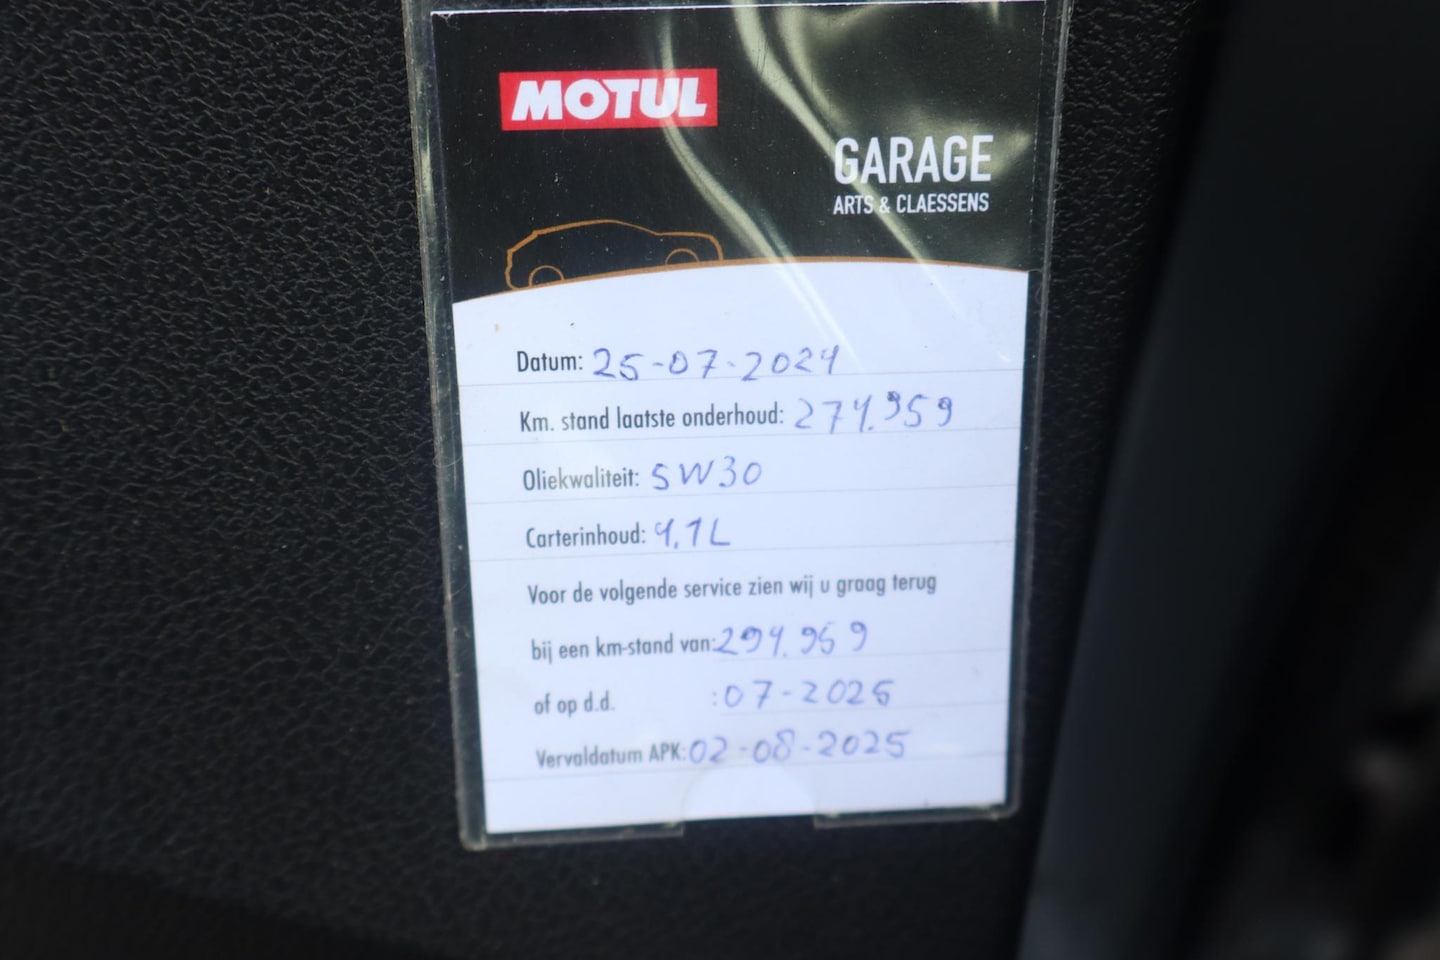 MOTUL
GARAGE
ARTS & CLAESSENS
Datum: 25-07-2024
Km. stand laatste onderhoud: 274.959
Oliekwaliteit: 5W30
Carterinhoud: 4.1L
Voor de volgende service zien wij u graag terug
bij een km-stand van: 294.959
of op d.d. : 07-2025
Vervaldatum APK: 02-08-2025